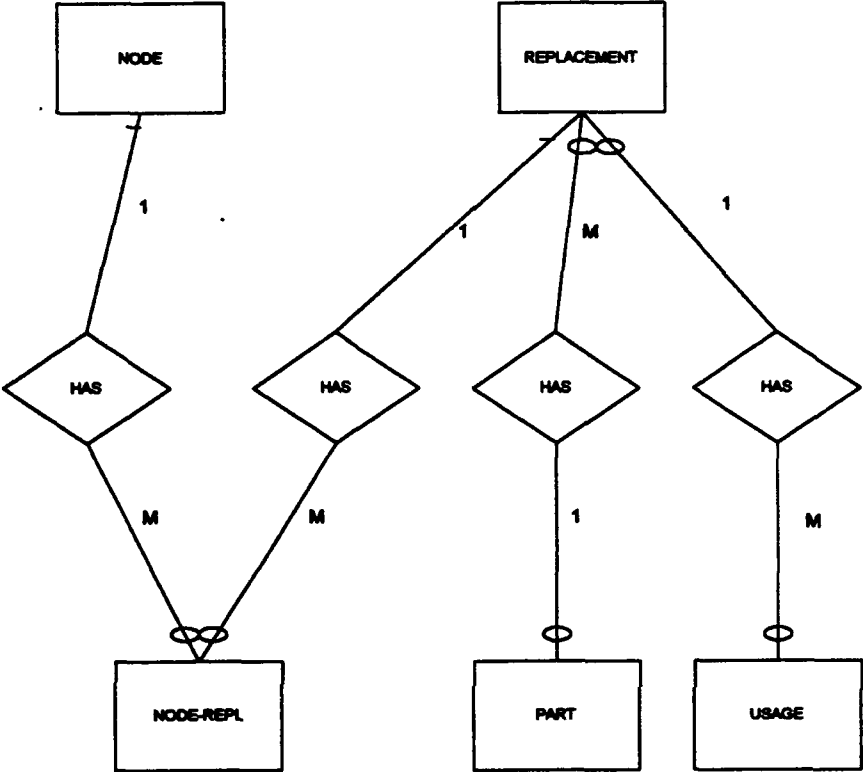 NODE
REPLACEMENT
1
1
M
1
HAS
HAS
HAS
HAS
M
M
1
M
NODE-REPL
PART
USAGE